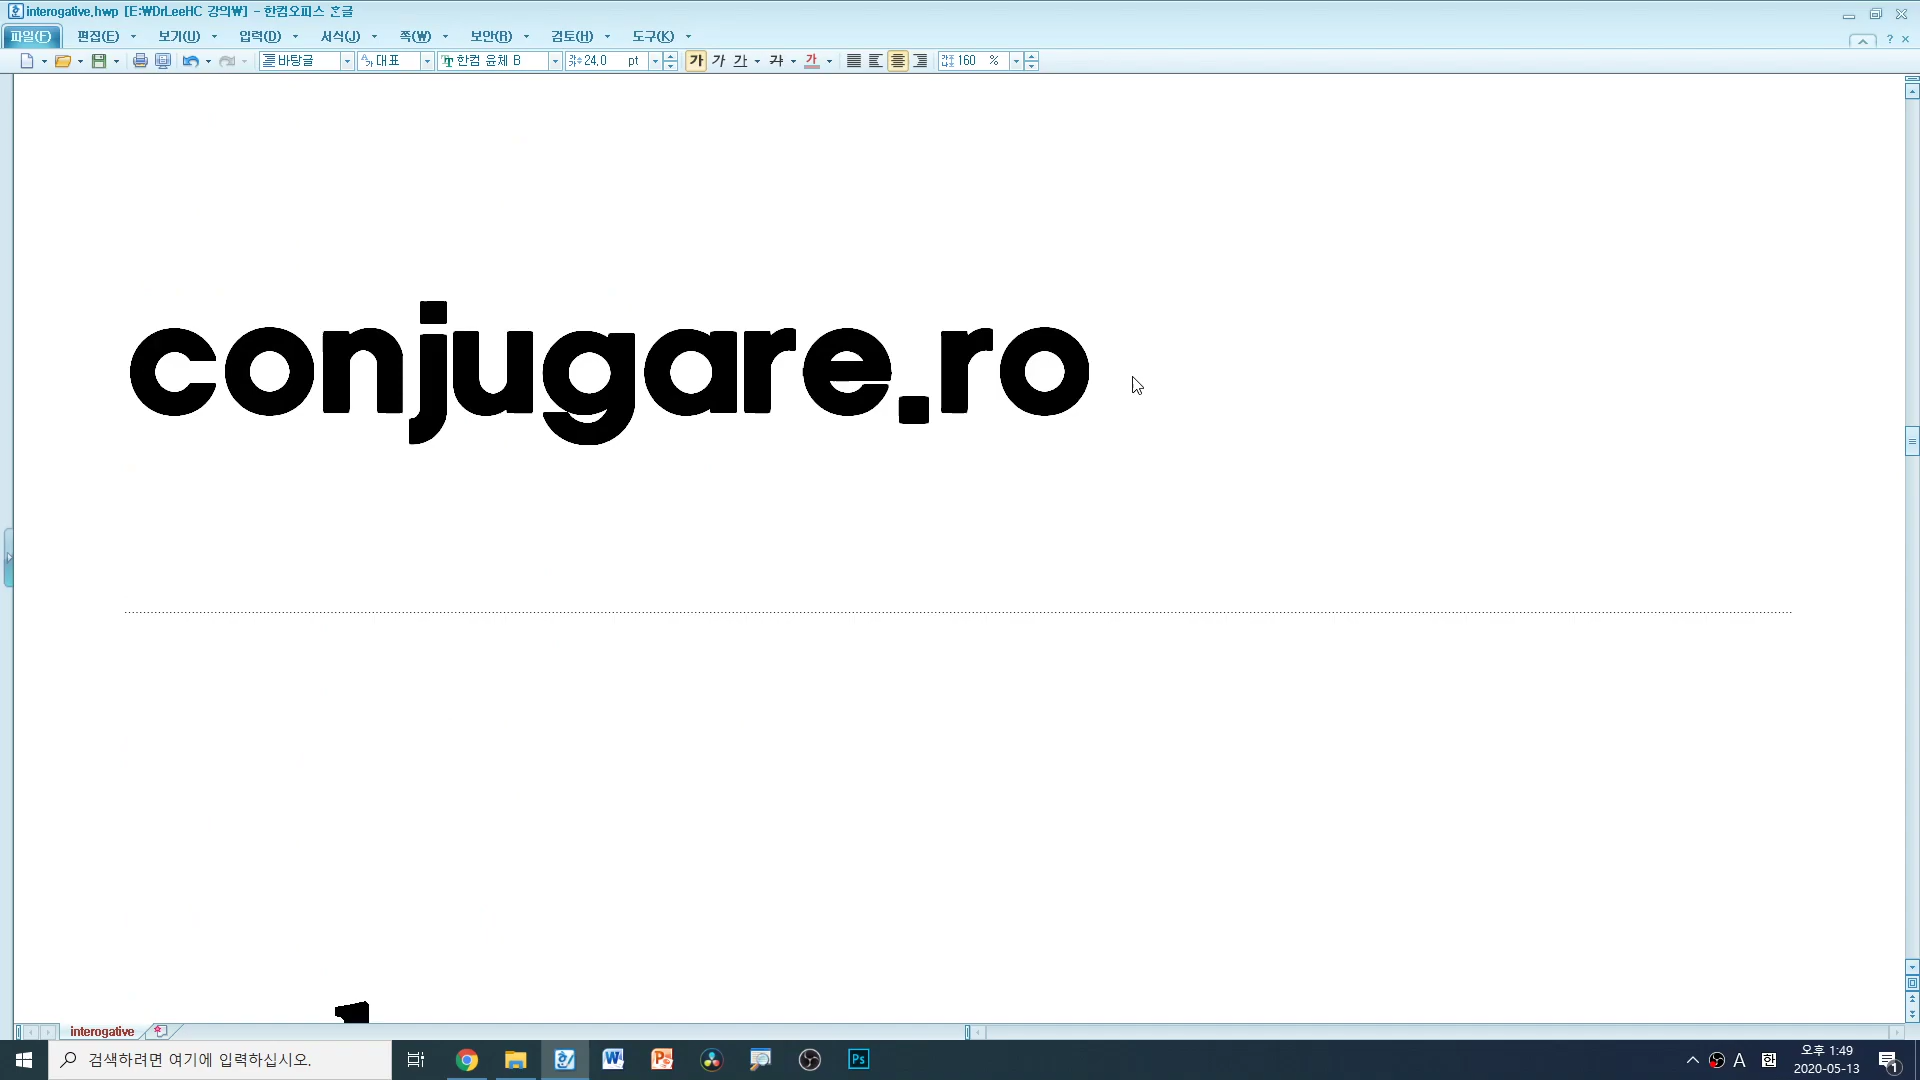 interogative.hwp [E:₩DrLeeHC 강의₩] - 한컴오피스 한글
파일(F) 편집(E) 보기(U) 입력(D) 서식(J) 쪽(W) 보안(R) 검토(H) 도구(K)
바탕글 대표 한컴 윤체 B 24.0 pt 가 가 가 가 가 160 %
conjugare.ro
interogative
검색하려면 여기에 입력하십시오.
A 한 오후 1:49
2020-05-13
1